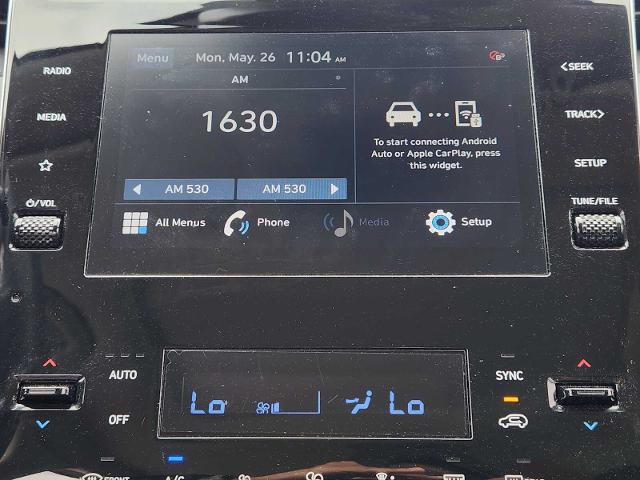 Menu Mon, May. 26 11:04 AM
AM
1630
AM 530
AM 530
To start connecting Android
Auto or Apple CarPlay, press
this widget.
All Menus
Phone
Media
Setup
RADIO
MEDIA
/VOL
SEEK
TRACK
SETUP
TUNE/FILE
AUTO
OFF
Lo
Lo
SYNC
FRONT
A/C